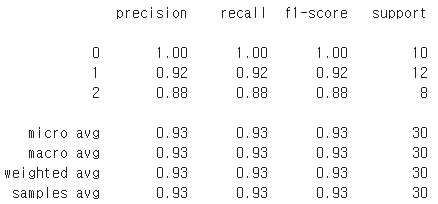 precision recall f1-score support
0 1.00 1.00 1.00 10
1 0.92 0.92 0.92 12
2 0.88 0.88 0.88 8
micro avg 0.93 0.93 0.93 30
macro avg 0.93 0.93 0.93 30
weighted avg 0.93 0.93 0.93 30
samples avg 0.93 0.93 0.93 30